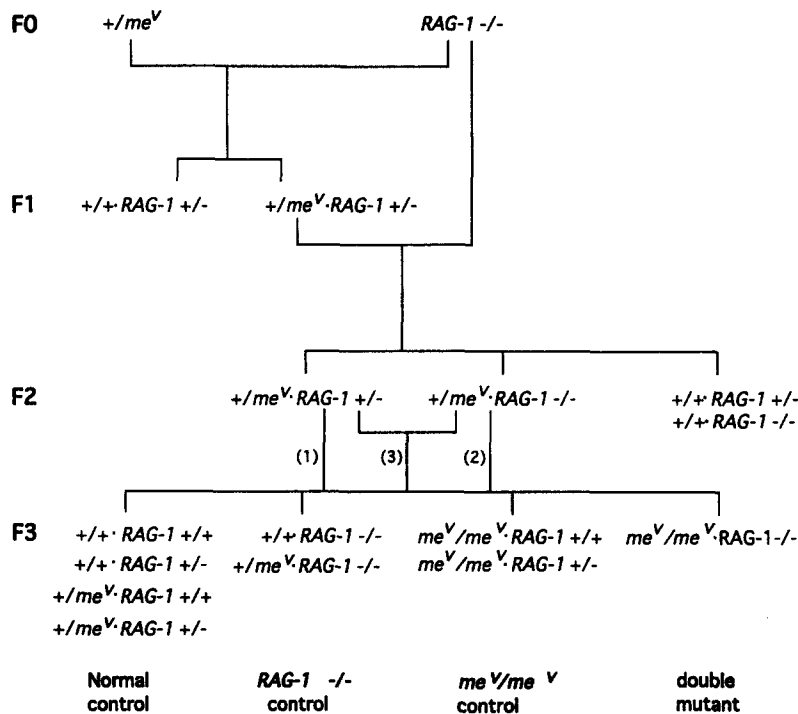 F0 +/me^v RAG-1 -/-
F1 +/+·RAG-1 +/- +/me^v·RAG-1 +/-
F2 +/me^v·RAG-1 +/- +/me^v·RAG-1 -/- +/+·RAG-1 +/-
+/+·RAG-1 -/-
(1) (3) (2)
F3 +/+·RAG-1 +/+ +/+·RAG-1 -/- me^v/me^v·RAG-1 +/+ me^v/me^v·RAG-1-/-
+/+·RAG-1 +/- +/me^v·RAG-1 -/- me^v/me^v·RAG-1 +/-
+/me^v·RAG-1 +/+
+/me^v·RAG-1 +/-
Normal RAG-1 -/- me^v/me^v double
control control control mutant